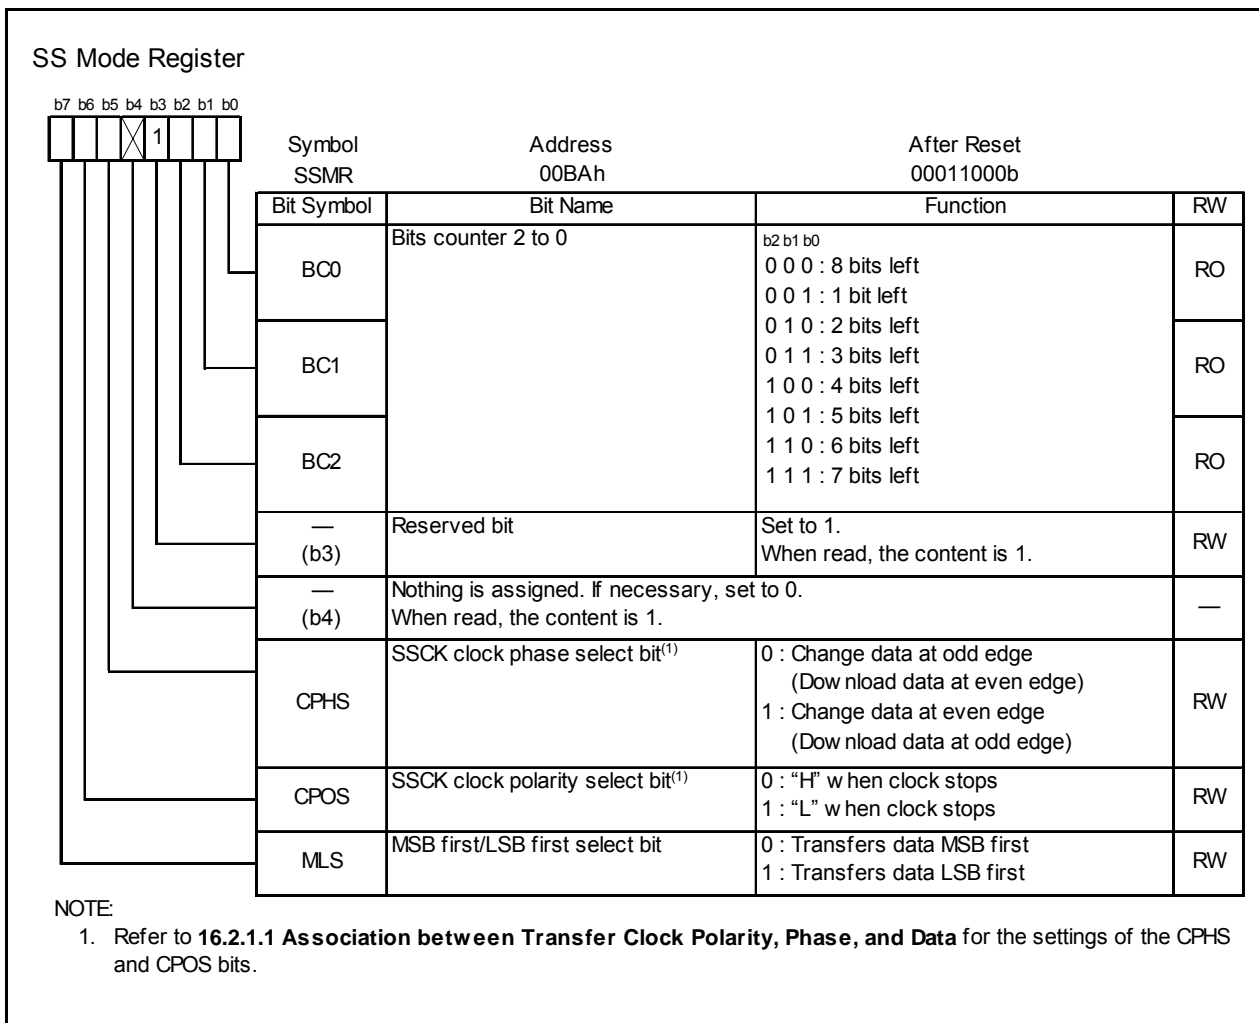 SS Mode Register
b7 b6 b5 b4 b3 b2 b1 b0
1
Symbol Address After Reset
SSMR 00BAh 00011000b
Bit Symbol Bit Name Function RW
BC0 Bits counter 2 to 0 b2 b1 b0
0 0 0 : 8 bits left
0 0 1 : 1 bit left
RO
BC1 0 1 0 : 2 bits left
0 1 1 : 3 bits left
1 0 0 : 4 bits left
RO
BC2 1 0 1 : 5 bits left
1 1 0 : 6 bits left
1 1 1 : 7 bits left
RO
— Reserved bit Set to 1.
(b3) When read, the content is 1. RW
— Nothing is assigned. If necessary, set to 0.
(b4) When read, the content is 1. —
CPHS SSCK clock phase select bit(1) 0 : Change data at odd edge
(Dow nload data at even edge)
1 : Change data at even edge
(Dow nload data at odd edge)
RW
CPOS SSCK clock polarity select bit(1) 0 : “H” w hen clock stops
1 : “L” w hen clock stops
RW
MLS MSB first/LSB first select bit 0 : Transfers data MSB first
1 : Transfers data LSB first
RW
NOTE:
1. Refer to 16.2.1.1 Association between Transfer Clock Polarity, Phase, and Data for the settings of the CPHS
and CPOS bits.